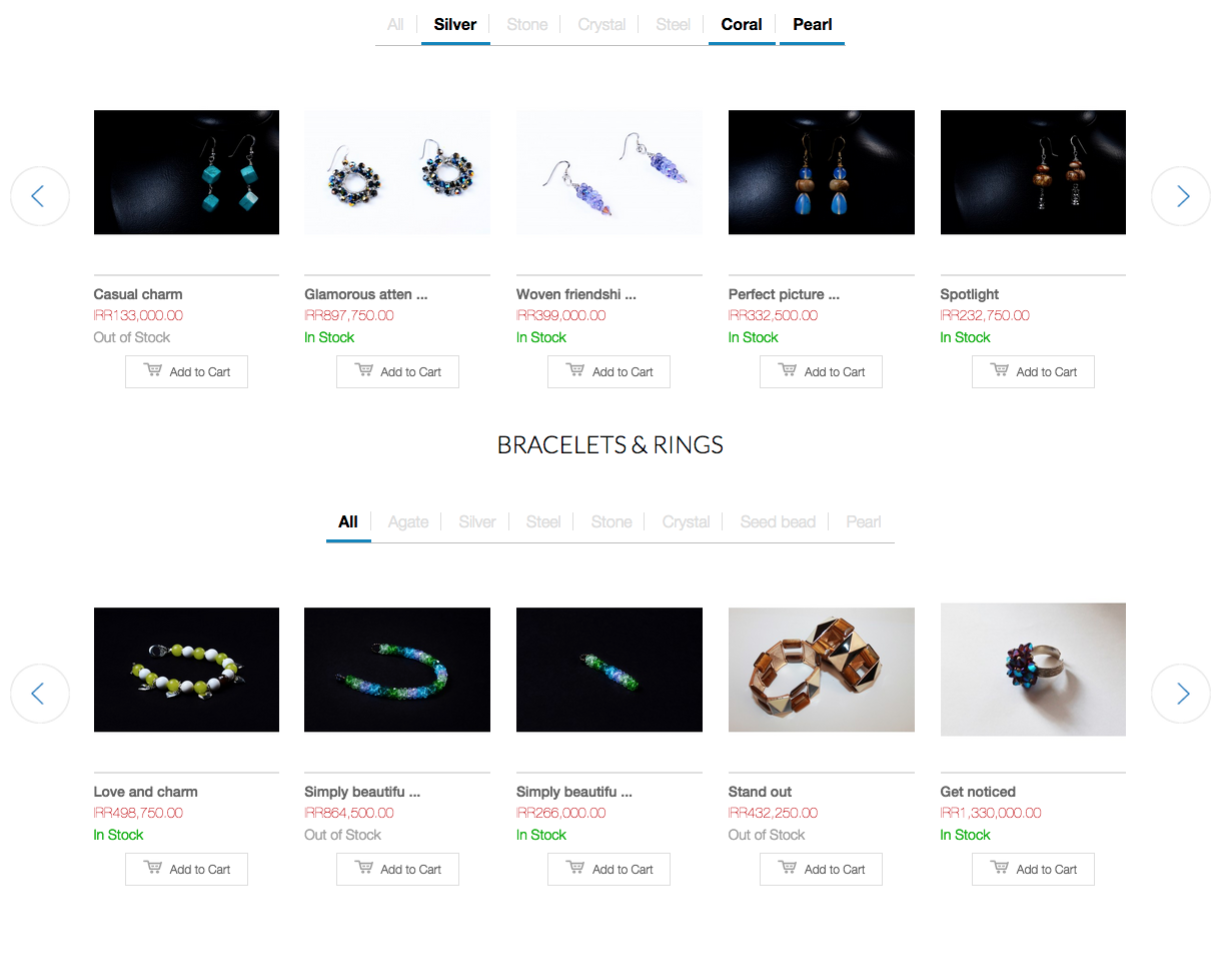 All Silver Stone Crystal Steel Coral Pearl
Casual charm Glamorous atten ... Woven friendshi ... Perfect picture ... Spotlight
IRR133,000.00 IRR897,750.00 IRR399,000.00 IRR332,500.00 IRR232,750.00
Out of Stock In Stock In Stock In Stock In Stock
Add to Cart Add to Cart Add to Cart Add to Cart Add to Cart
BRACELETS & RINGS
All Agate Silver Steel Stone Crystal Seed bead Pearl
Love and charm Simply beautifu ... Simply beautifu ... Stand out Get noticed
IRR498,750.00 IRR864,500.00 IRR266,000.00 IRR432,250.00 IRR1,330,000.00
In Stock Out of Stock In Stock Out of Stock In Stock
Add to Cart Add to Cart Add to Cart Add to Cart Add to Cart